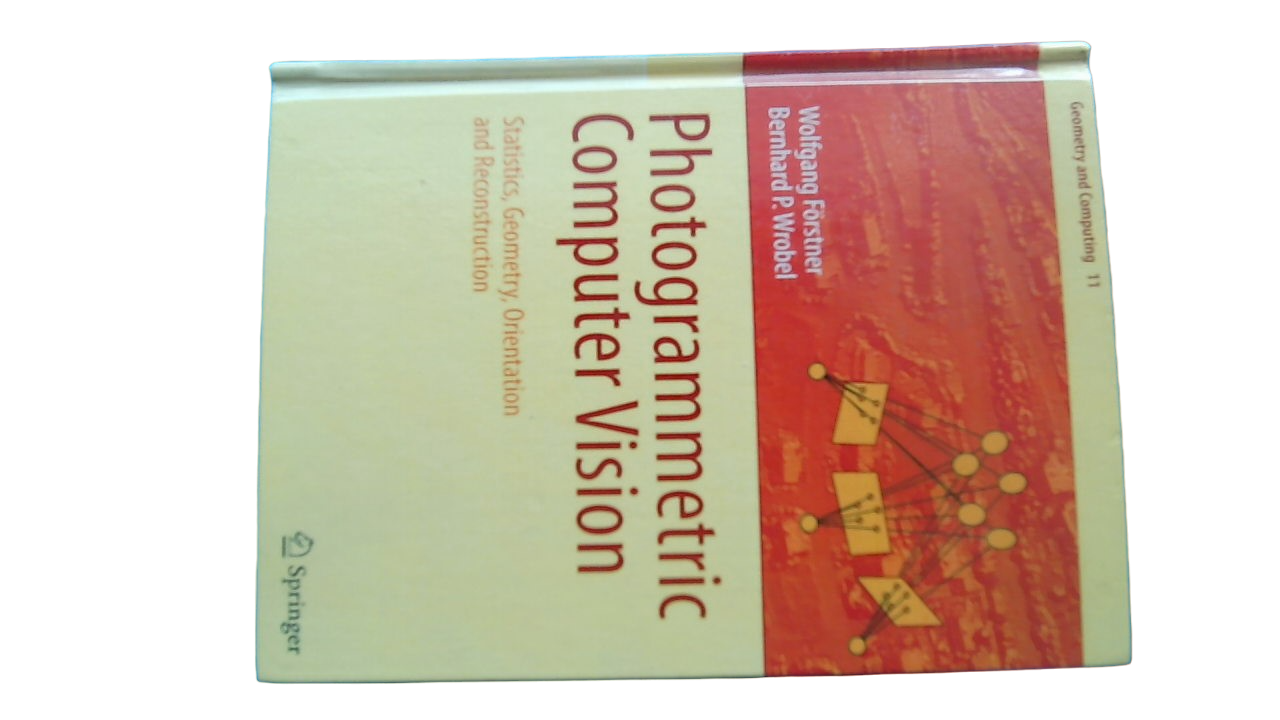 Geometry and Computing 11
Wolfgang Förstner
Bernhard P. Wrobel
Photogrammetric
Computer Vision
Statistics, Geometry, Orientation
and Reconstruction
Springer